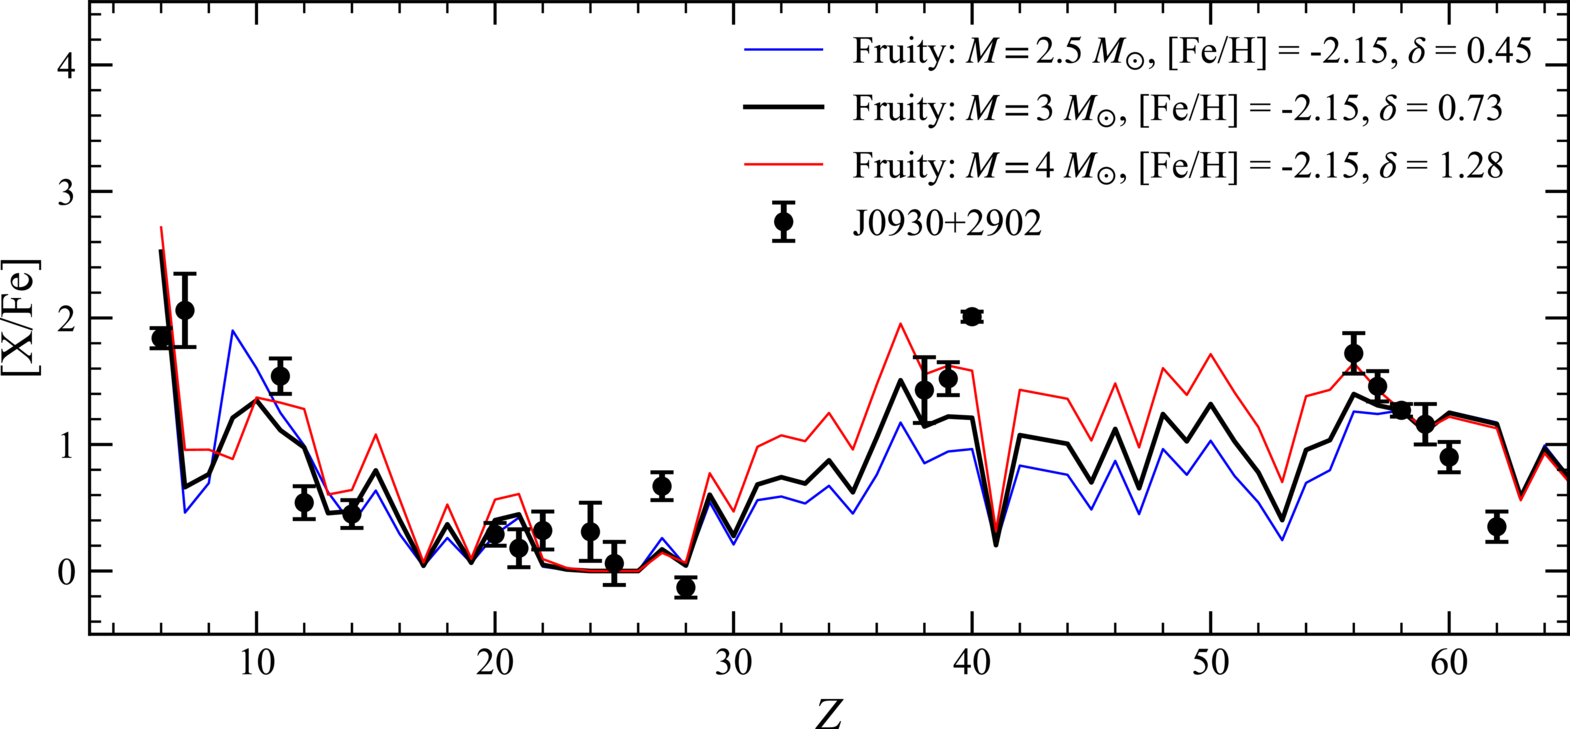 Fruity: M = 2.5 M⊙, [Fe/H] = -2.15, δ = 0.45
Fruity: M = 3 M⊙, [Fe/H] = -2.15, δ = 0.73
Fruity: M = 4 M⊙, [Fe/H] = -2.15, δ = 1.28
J0930+2902
[X/Fe]
4
3
2
1
0
10 20 30 40 50 60
Z